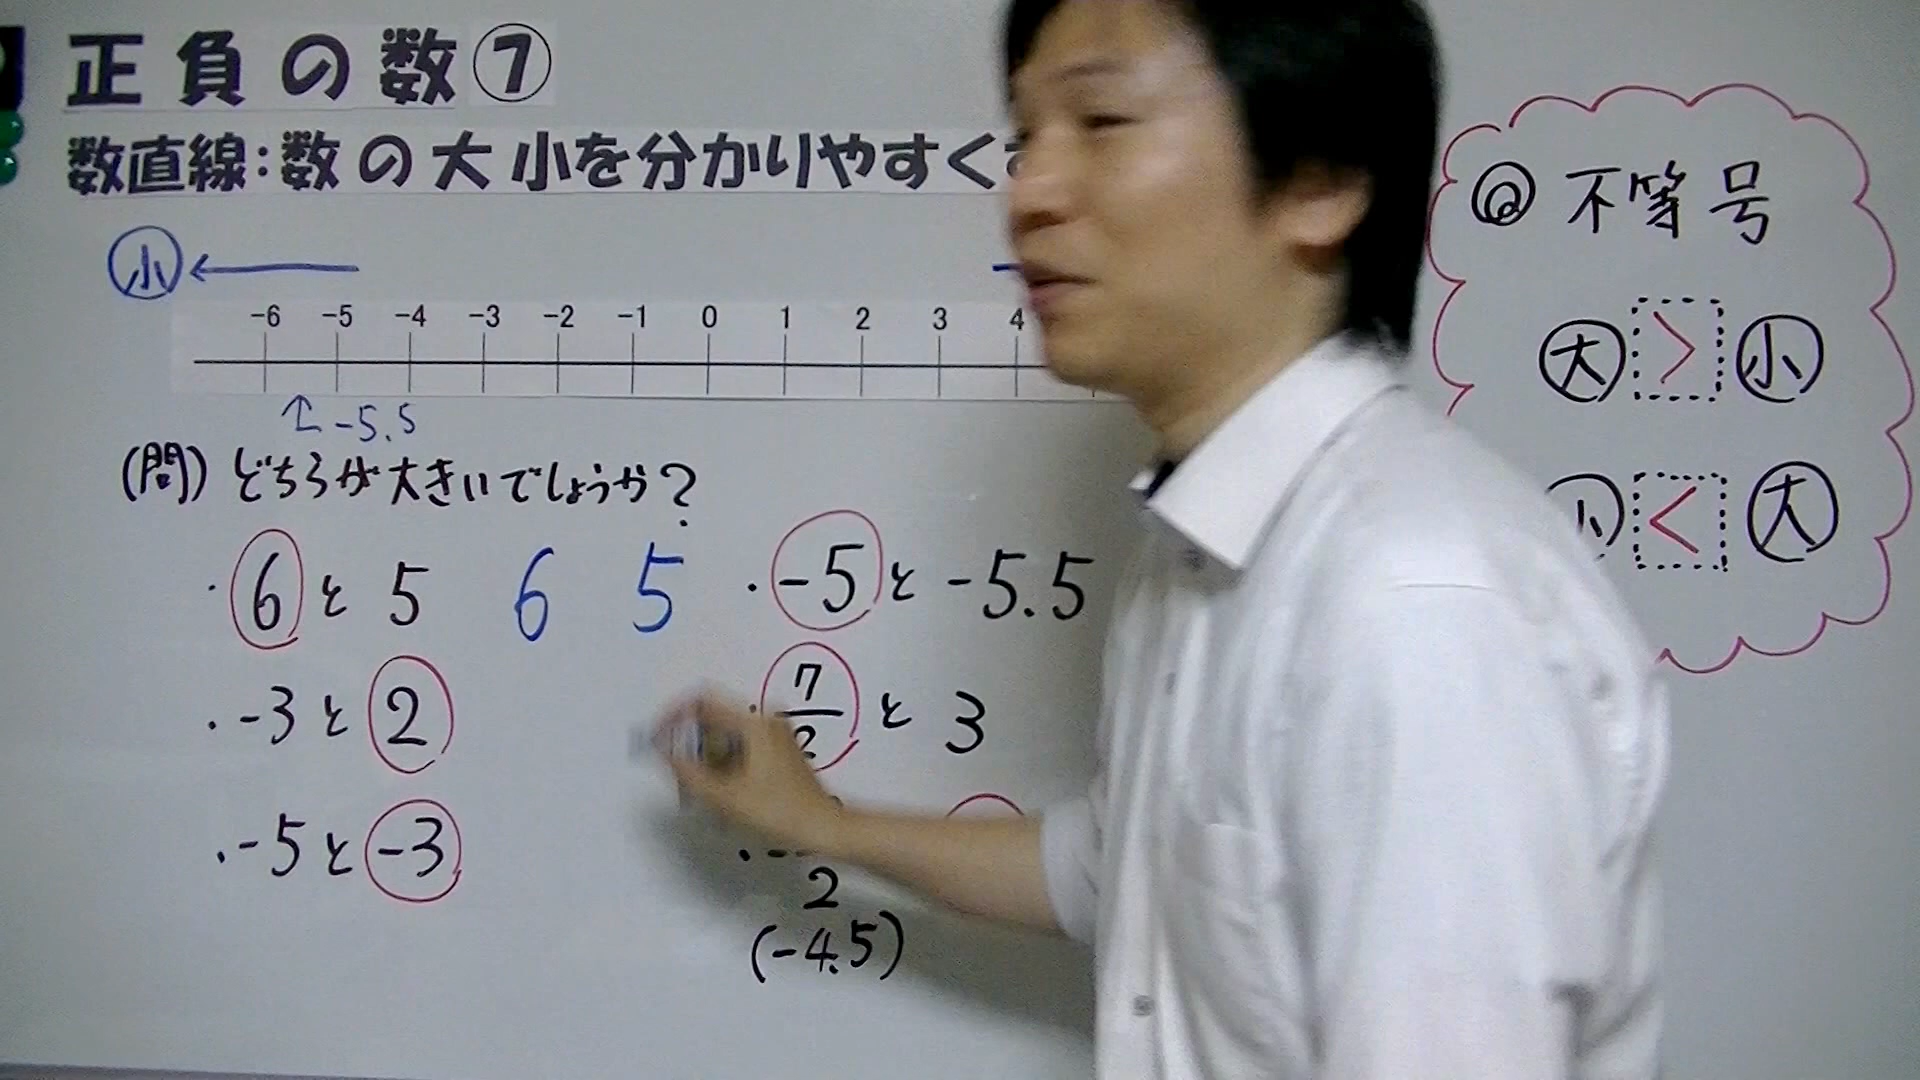 正負の数⑦
数直線:数の大小を分かりやすく
小 ←
-6 -5 -4 -3 -2 -1 0 1 2 3 4
↑ -5.5
(問) どちらが大きいでしょうか?
・6と5 6 5
・-3と2
・-5と-3
・-5と-5.5
・7/2と3
2
(-4.5)
◎不等号
大 > 小
小 < 大